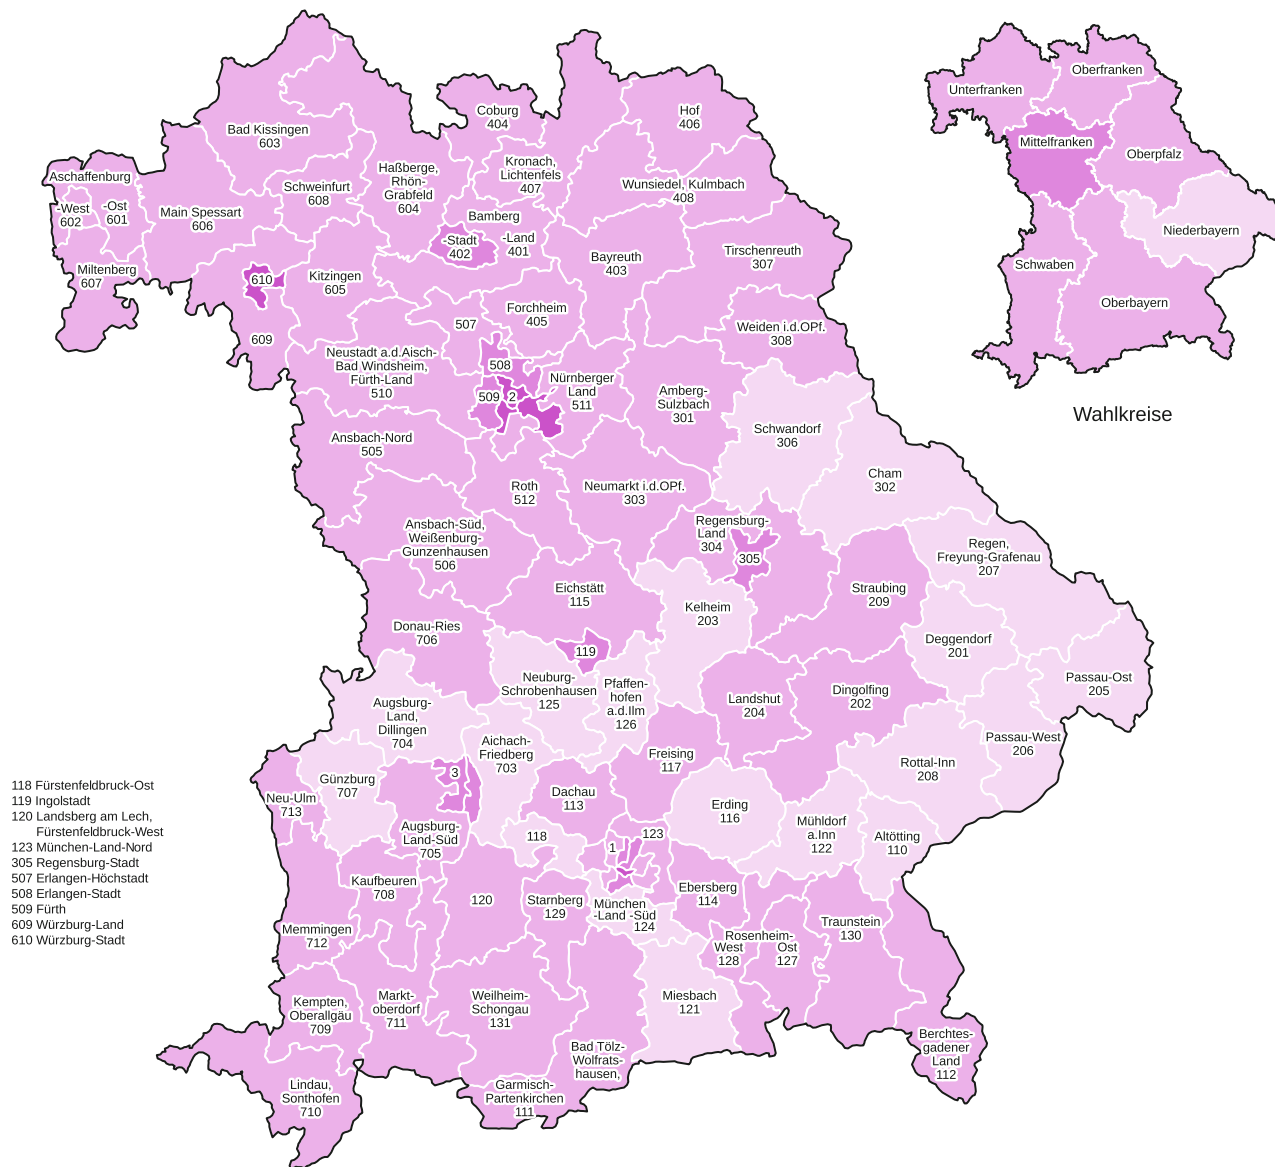 Coburg
404
Hof
406
Bad Kissingen
603
Haßberge,
Rhön-
Grabfeld
604
Kronach,
Lichtenfels
407
Wunsiedel, Kulmbach
408
Aschaffenburg
-West
602
-Ost
601
Schweinfurt
608
Main Spessart
606
Bamberg
-Stadt
402
-Land
401
Bayreuth
403
Tirschenreuth
307
Miltenberg
607
610
Kitzingen
605
Forchheim
405
507
Weiden i.d.OPf.
308
609
Neustadt a.d.Aisch-
Bad Windsheim,
Fürth-Land
510
508
509
2
Nürnberger
Land
511
Amberg-
Sulzbach
301
Schwandorf
306
Ansbach-Nord
505
Cham
302
Roth
512
Neumarkt i.d.OPf.
303
Ansbach-Süd,
Weißenburg-
Gunzenhausen
506
Regensburg-
Land
304
305
Regen,
Freyung-Grafenau
207
Eichstätt
115
Kelheim
203
Straubing
209
Donau-Ries
706
119
Deggendorf
201
Neuburg-
Schrobenhausen
125
Pfaffen-
hofen
a.d.Ilm
126
Landshut
204
Dingolfing
202
Passau-Ost
205
Augsburg-
Land,
Dillingen
704
Aichach-
Friedberg
703
Freising
117
Passau-West
206
Rottal-Inn
208
Günzburg
707
3
Neu-Ulm
713
Dachau
113
Erding
116
Mühldorf
a.Inn
122
Altötting
110
Augsburg-
Land-Süd
705
118
1
123
Kaufbeuren
708
120
Starnberg
129
München
-Land -Süd
124
Ebersberg
114
Memmingen
712
Rosenheim-
West
128
Ost
127
Traunstein
130
Kempten,
Oberallgäu
709
Markt-
oberdorf
711
Weilheim-
Schongau
131
Miesbach
121
Bad Tölz-
Wolfrats-
hausen,
Garmisch-
Partenkirchen
111
Berchtes-
gadener
Land
112
Lindau,
Sonthofen
710
118 Fürstenfeldbruck-Ost
119 Ingolstadt
120 Landsberg am Lech,
Fürstenfeldbruck-West
123 München-Land-Nord
305 Regensburg-Stadt
507 Erlangen-Höchstadt
508 Erlangen-Stadt
509 Fürth
609 Würzburg-Land
610 Würzburg-Stadt
Unterfranken
Oberfranken
Mittelfranken
Oberpfalz
Niederbayern
Schwaben
Oberbayern
Wahlkreise